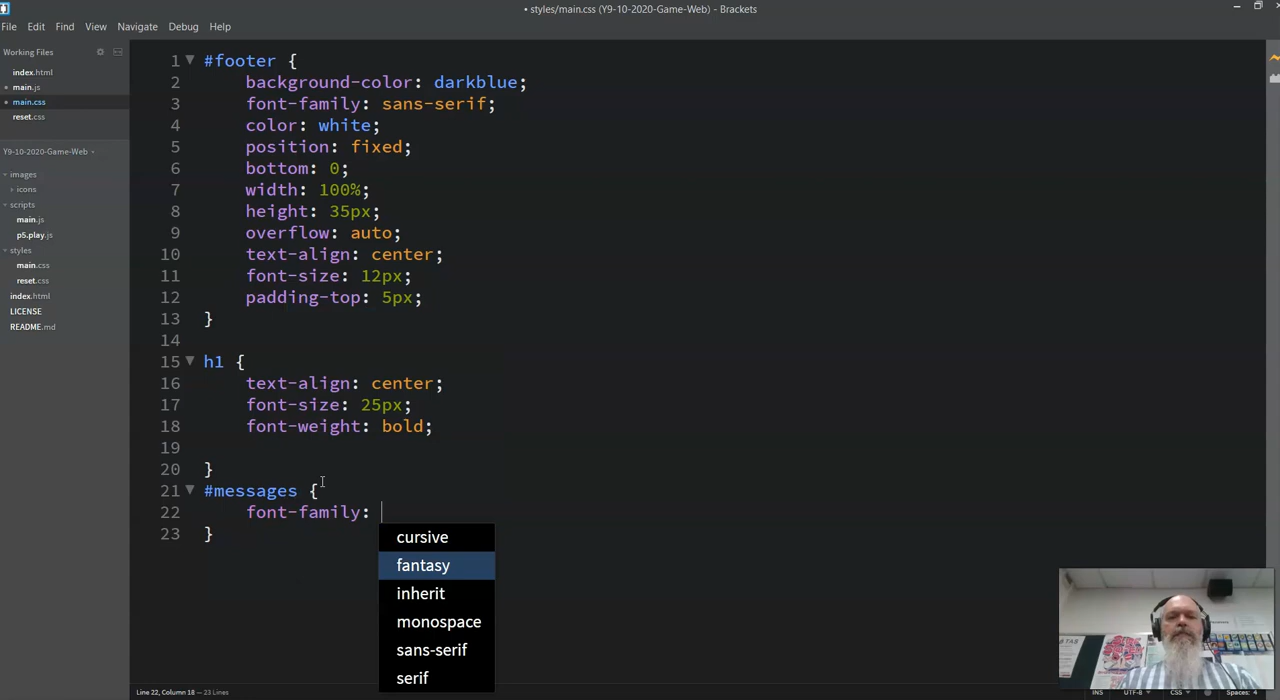 • styles/main.css (Y9-10-2020-Game-Web) - Brackets
File Edit Find View Navigate Debug Help
Working Files
index.html
• main.js
• main.css
reset.css
Y9-10-2020-Game-Web
images
icons
scripts
main.js
p5.play.js
styles
main.css
reset.css
index.html
LICENSE
README.md
1 #footer {
2 background-color: darkblue;
3 font-family: sans-serif;
4 color: white;
5 position: fixed;
6 bottom: 0;
7 width: 100%;
8 height: 35px;
9 overflow: auto;
10 text-align: center;
11 font-size: 12px;
12 padding-top: 5px;
13 }
14
15 h1 {
16 text-align: center;
17 font-size: 25px;
18 font-weight: bold;
19
20 }
21 #messages {
22 font-family:
23 }
cursive
fantasy
inherit
monospace
sans-serif
serif
Line 22, Column 18 — 23 Lines
INS UTF-8 CSS Spaces: 4